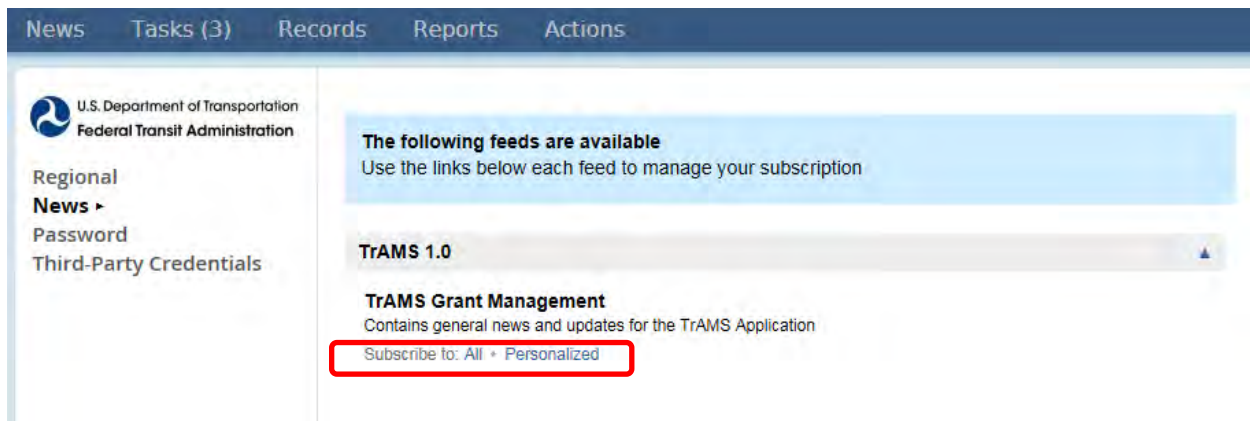 News Tasks (3) Records Reports Actions
U.S. Department of Transportation
Federal Transit Administration
Regional
News ▸
Password
Third-Party Credentials
The following feeds are available
Use the links below each feed to manage your subscription
TrAMS 1.0 ▲
TrAMS Grant Management
Contains general news and updates for the TrAMS Application
Subscribe to: All • Personalized